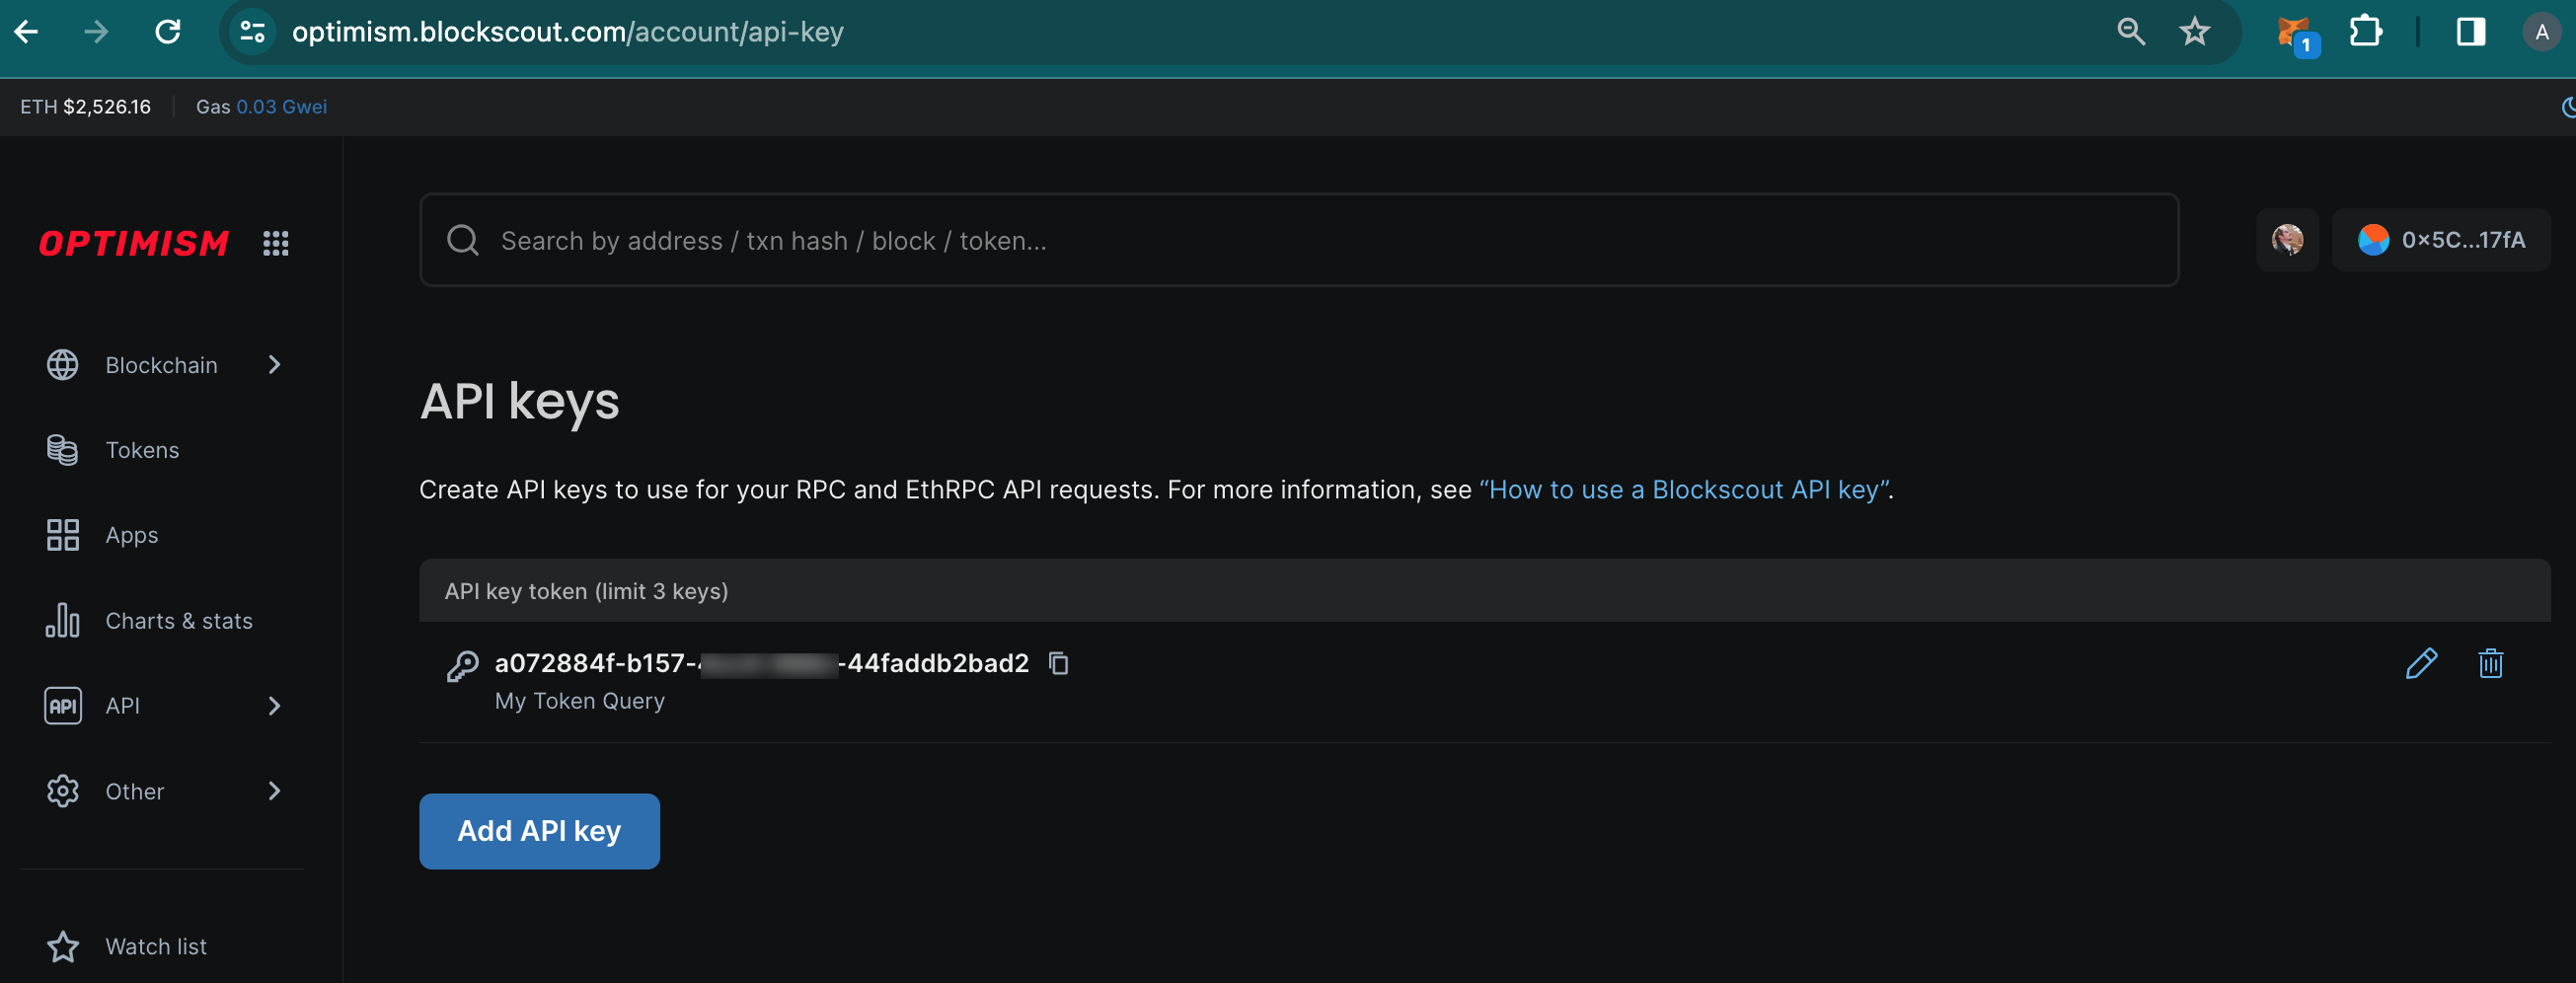 optimism.blockscout.com/account/api-key
1
A
ETH $2,526.16
Gas 0.03 Gwei
OPTIMISM
Search by address / txn hash / block / token...
0x5C...17fA
Blockchain
Tokens
Apps
Charts & stats
API
API
Other
Watch list
API keys
Create API keys to use for your RPC and EthRPC API requests. For more information, see “How to use a Blockscout API key”.
API key token (limit 3 keys)
a072884f-b157- -44faddb2bad2
My Token Query
Add API key